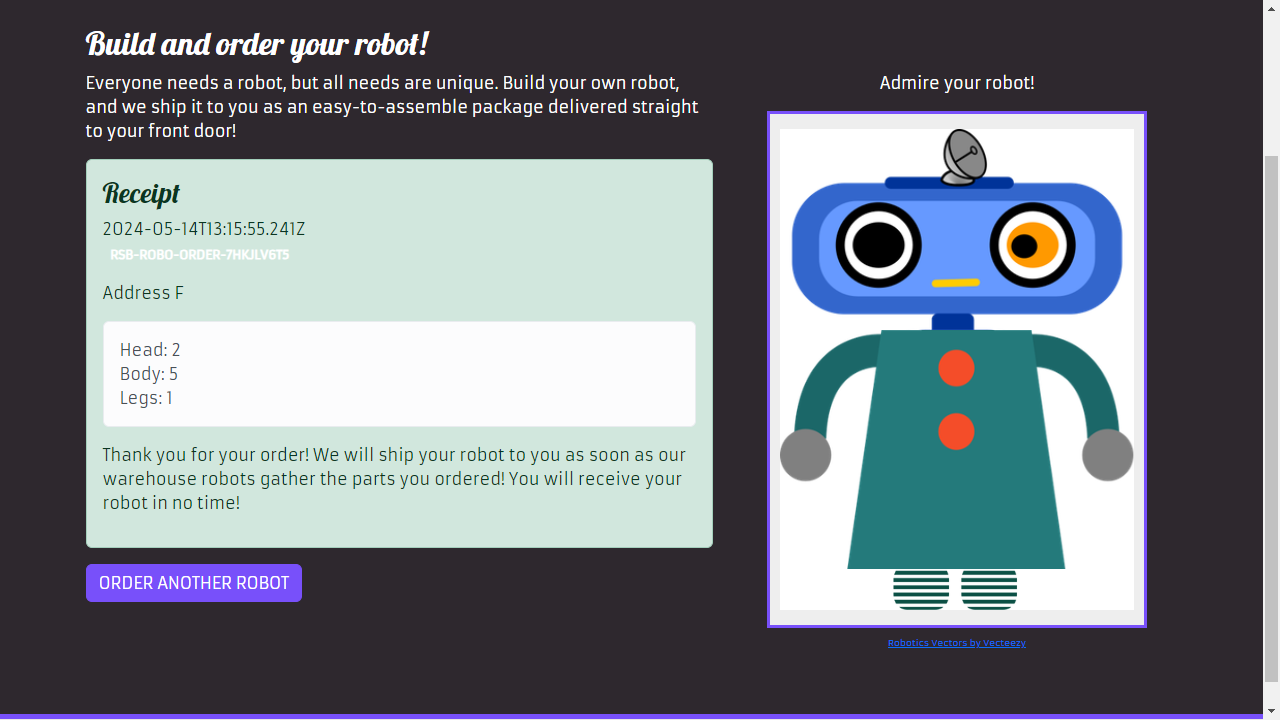 Build and order your robot!
Everyone needs a robot, but all needs are unique. Build your own robot,
and we ship it to you as an easy-to-assemble package delivered straight
to your front door!
Receipt
2024-05-14T13:15:55.241Z
RSB-ROBO-ORDER-7HKJLV6T5
Address F
Head: 2
Body: 5
Legs: 1
Thank you for your order! We will ship your robot to you as soon as our
warehouse robots gather the parts you ordered! You will receive your
robot in no time!
ORDER ANOTHER ROBOT
Admire your robot!
Robotics Vectors by Vecteezy